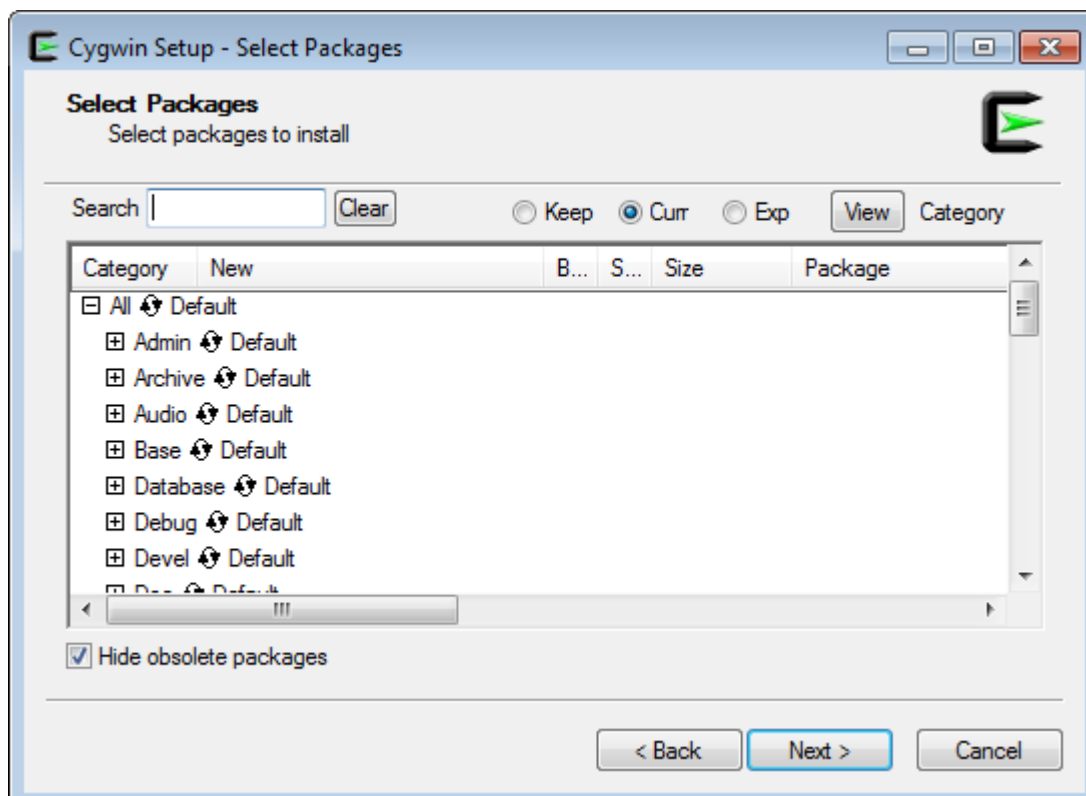 Cygwin Setup - Select Packages
Select Packages
Select packages to install
Search Clear Keep Curr Exp View Category
Category New B... S... Size Package
All Default
Admin Default
Archive Default
Audio Default
Base Default
Database Default
Debug Default
Devel Default
Default
Hide obsolete packages
< Back Next > Cancel